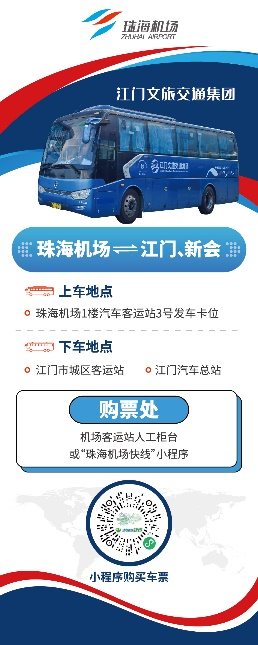 珠海机场
ZHUHAI AIRPORT
江门文旅交通集团
珠海机场⇌江门、新会
上车地点
珠海机场1楼汽车客运站3号发车卡位
下车地点
江门市城区客运站
江门汽车总站
购票处
机场客运站人工柜台
或“珠海机场快线”小程序
小程序购买车票